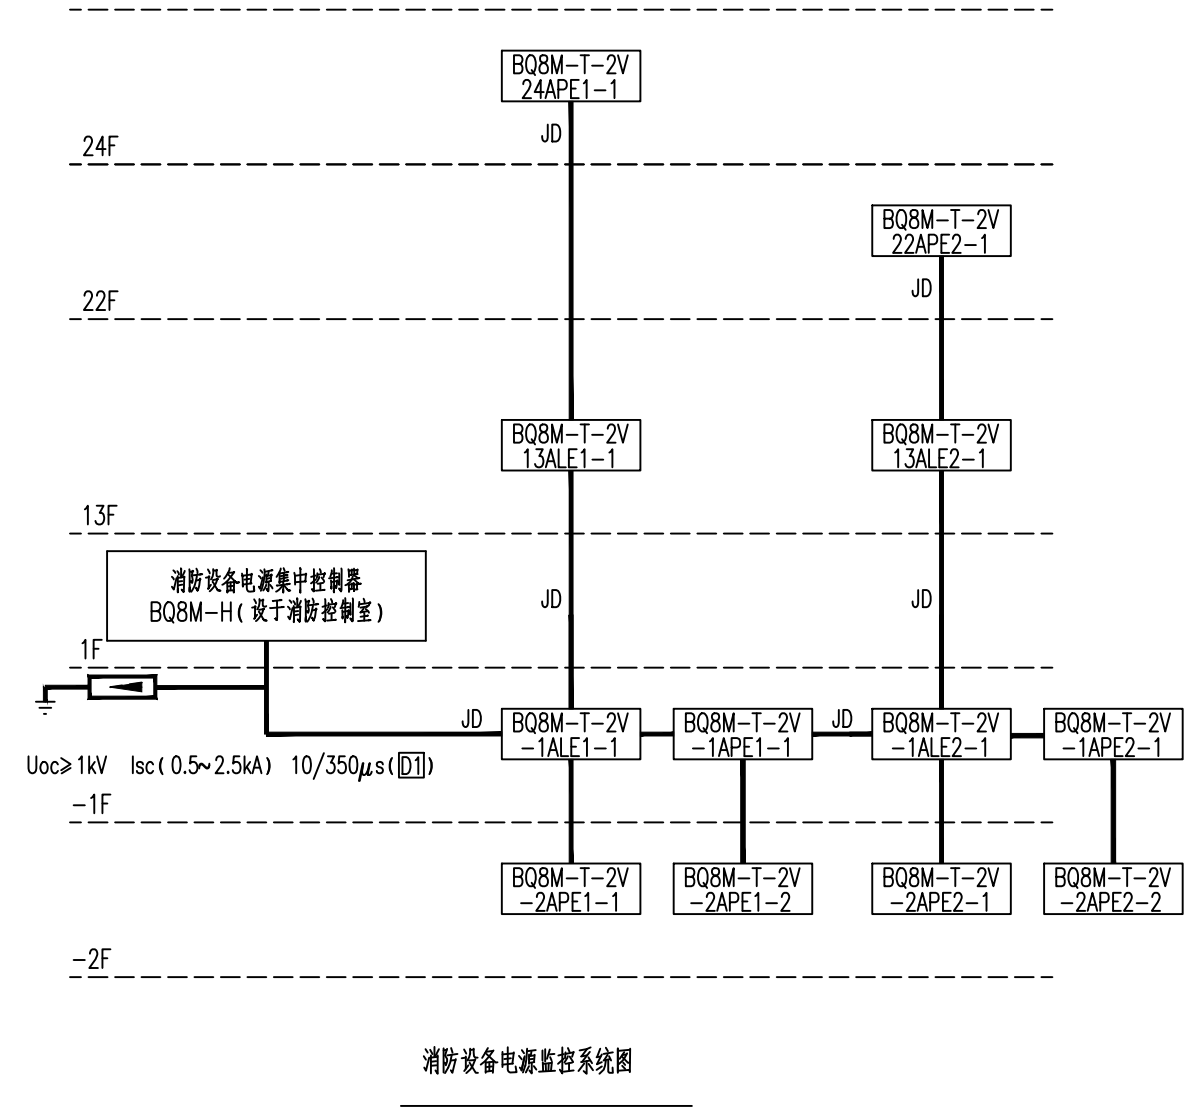 BQ8M-T-2V
24APE1-1
JD
24F
BQ8M-T-2V
22APE2-1
JD
22F
BQ8M-T-2V
13ALE1-1
BQ8M-T-2V
13ALE2-1
13F
消防设备电源集中控制器
BQ8M-H(设于消防控制室)
JD
JD
1F
JD
BQ8M-T-2V
-1ALE1-1
BQ8M-T-2V
-1APE1-1
JD
BQ8M-T-2V
-1ALE2-1
BQ8M-T-2V
-1APE2-1
Uoc≥1kV Isc(0.5~2.5kA) 10/350μs(D1)
-1F
BQ8M-T-2V
-2APE1-1
BQ8M-T-2V
-2APE1-2
BQ8M-T-2V
-2APE2-1
BQ8M-T-2V
-2APE2-2
-2F
消防设备电源监控系统图